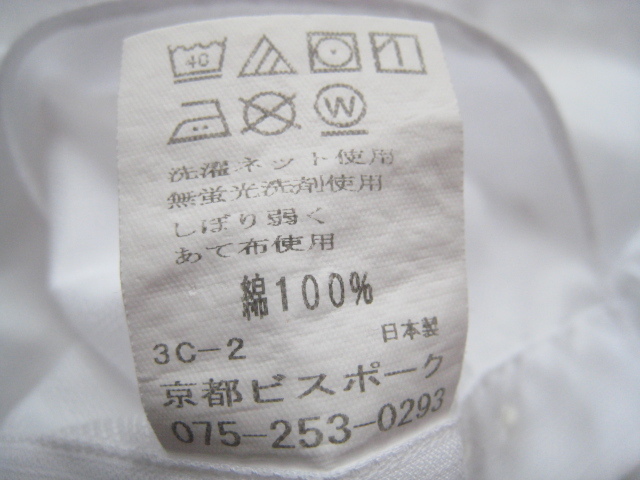 40
W
洗濯ネット使用
無蛍光洗剤使用
しぼり弱く
あて布使用
綿100%
3C-2 日本製
京都ビスポーク
075-253-0293